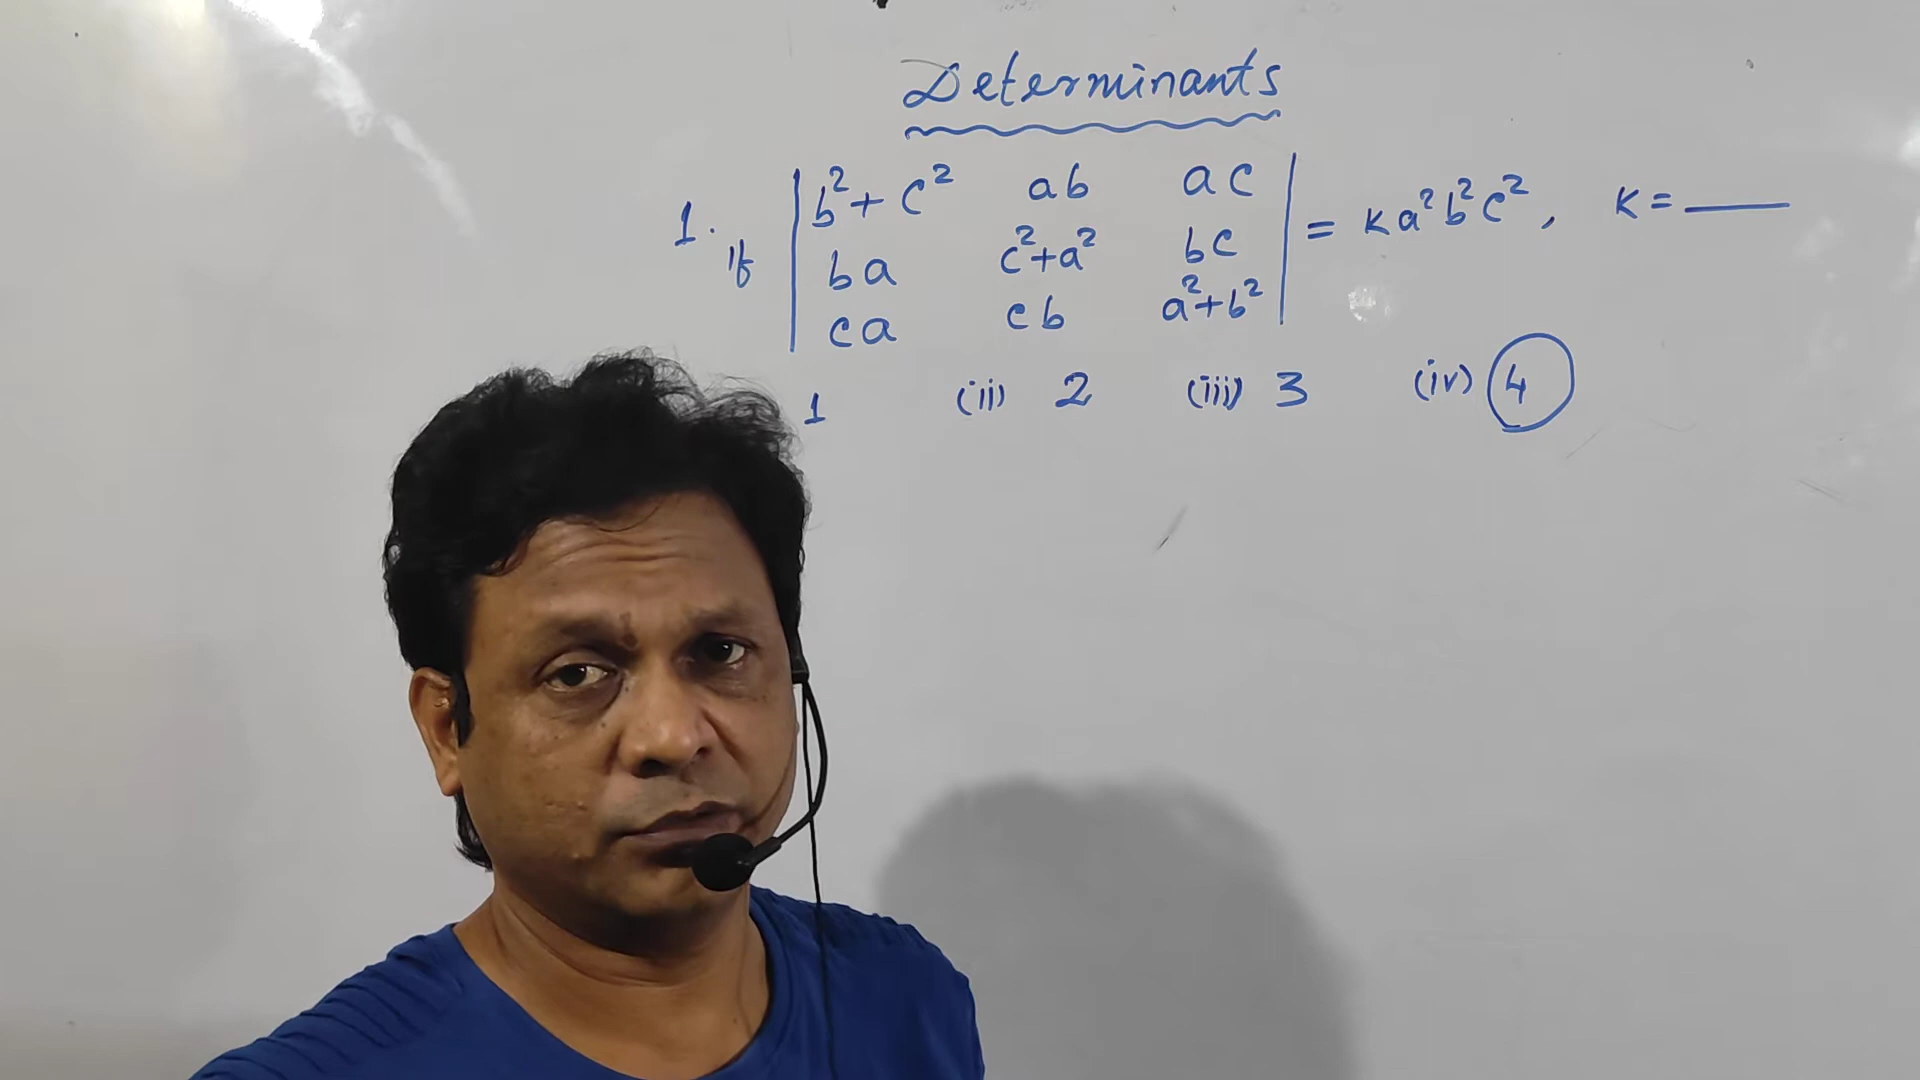 Determinants
1. If | b²+c² ab ac | = Ka²b²c², K = ____
| ba c²+a² bc |
| ca cb a²+b² |
1 (ii) 2 (iii) 3 (iv) 4